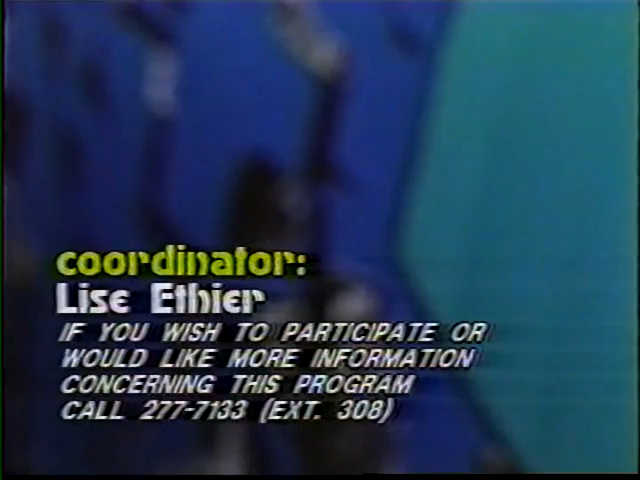 coordinator:
Lise Ethier
IF YOU WISH TO PARTICIPATE OR
WOULD LIKE MORE INFORMATION
CONCERNING THIS PROGRAM
CALL 277-7133 (EXT. 308)